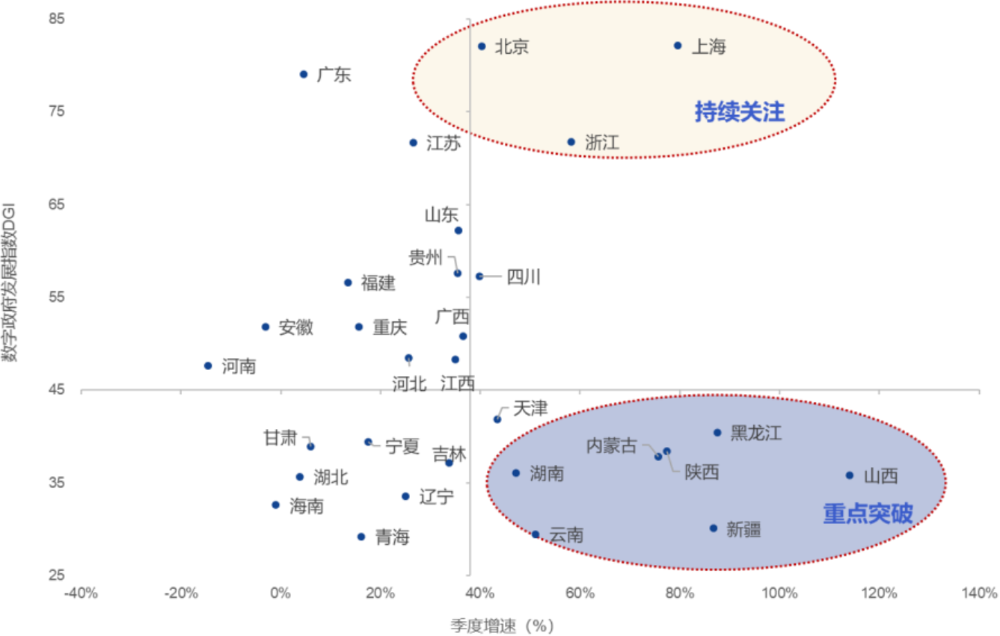 85
北京
上海
广东
持续关注
75
江苏
浙江
65
山东
贵州
四川
福建
55
广西
安徽
重庆
河南
河北
江西
45
天津
黑龙江
甘肃
宁夏
吉林
内蒙古
陕西
湖北
湖南
山西
35
辽宁
海南
重点突破
青海
云南
新疆
25
-40%
-20%
0%
20%
40%
60%
80%
100%
120%
140%
季度增速（%）
数字政府发展指数DGI